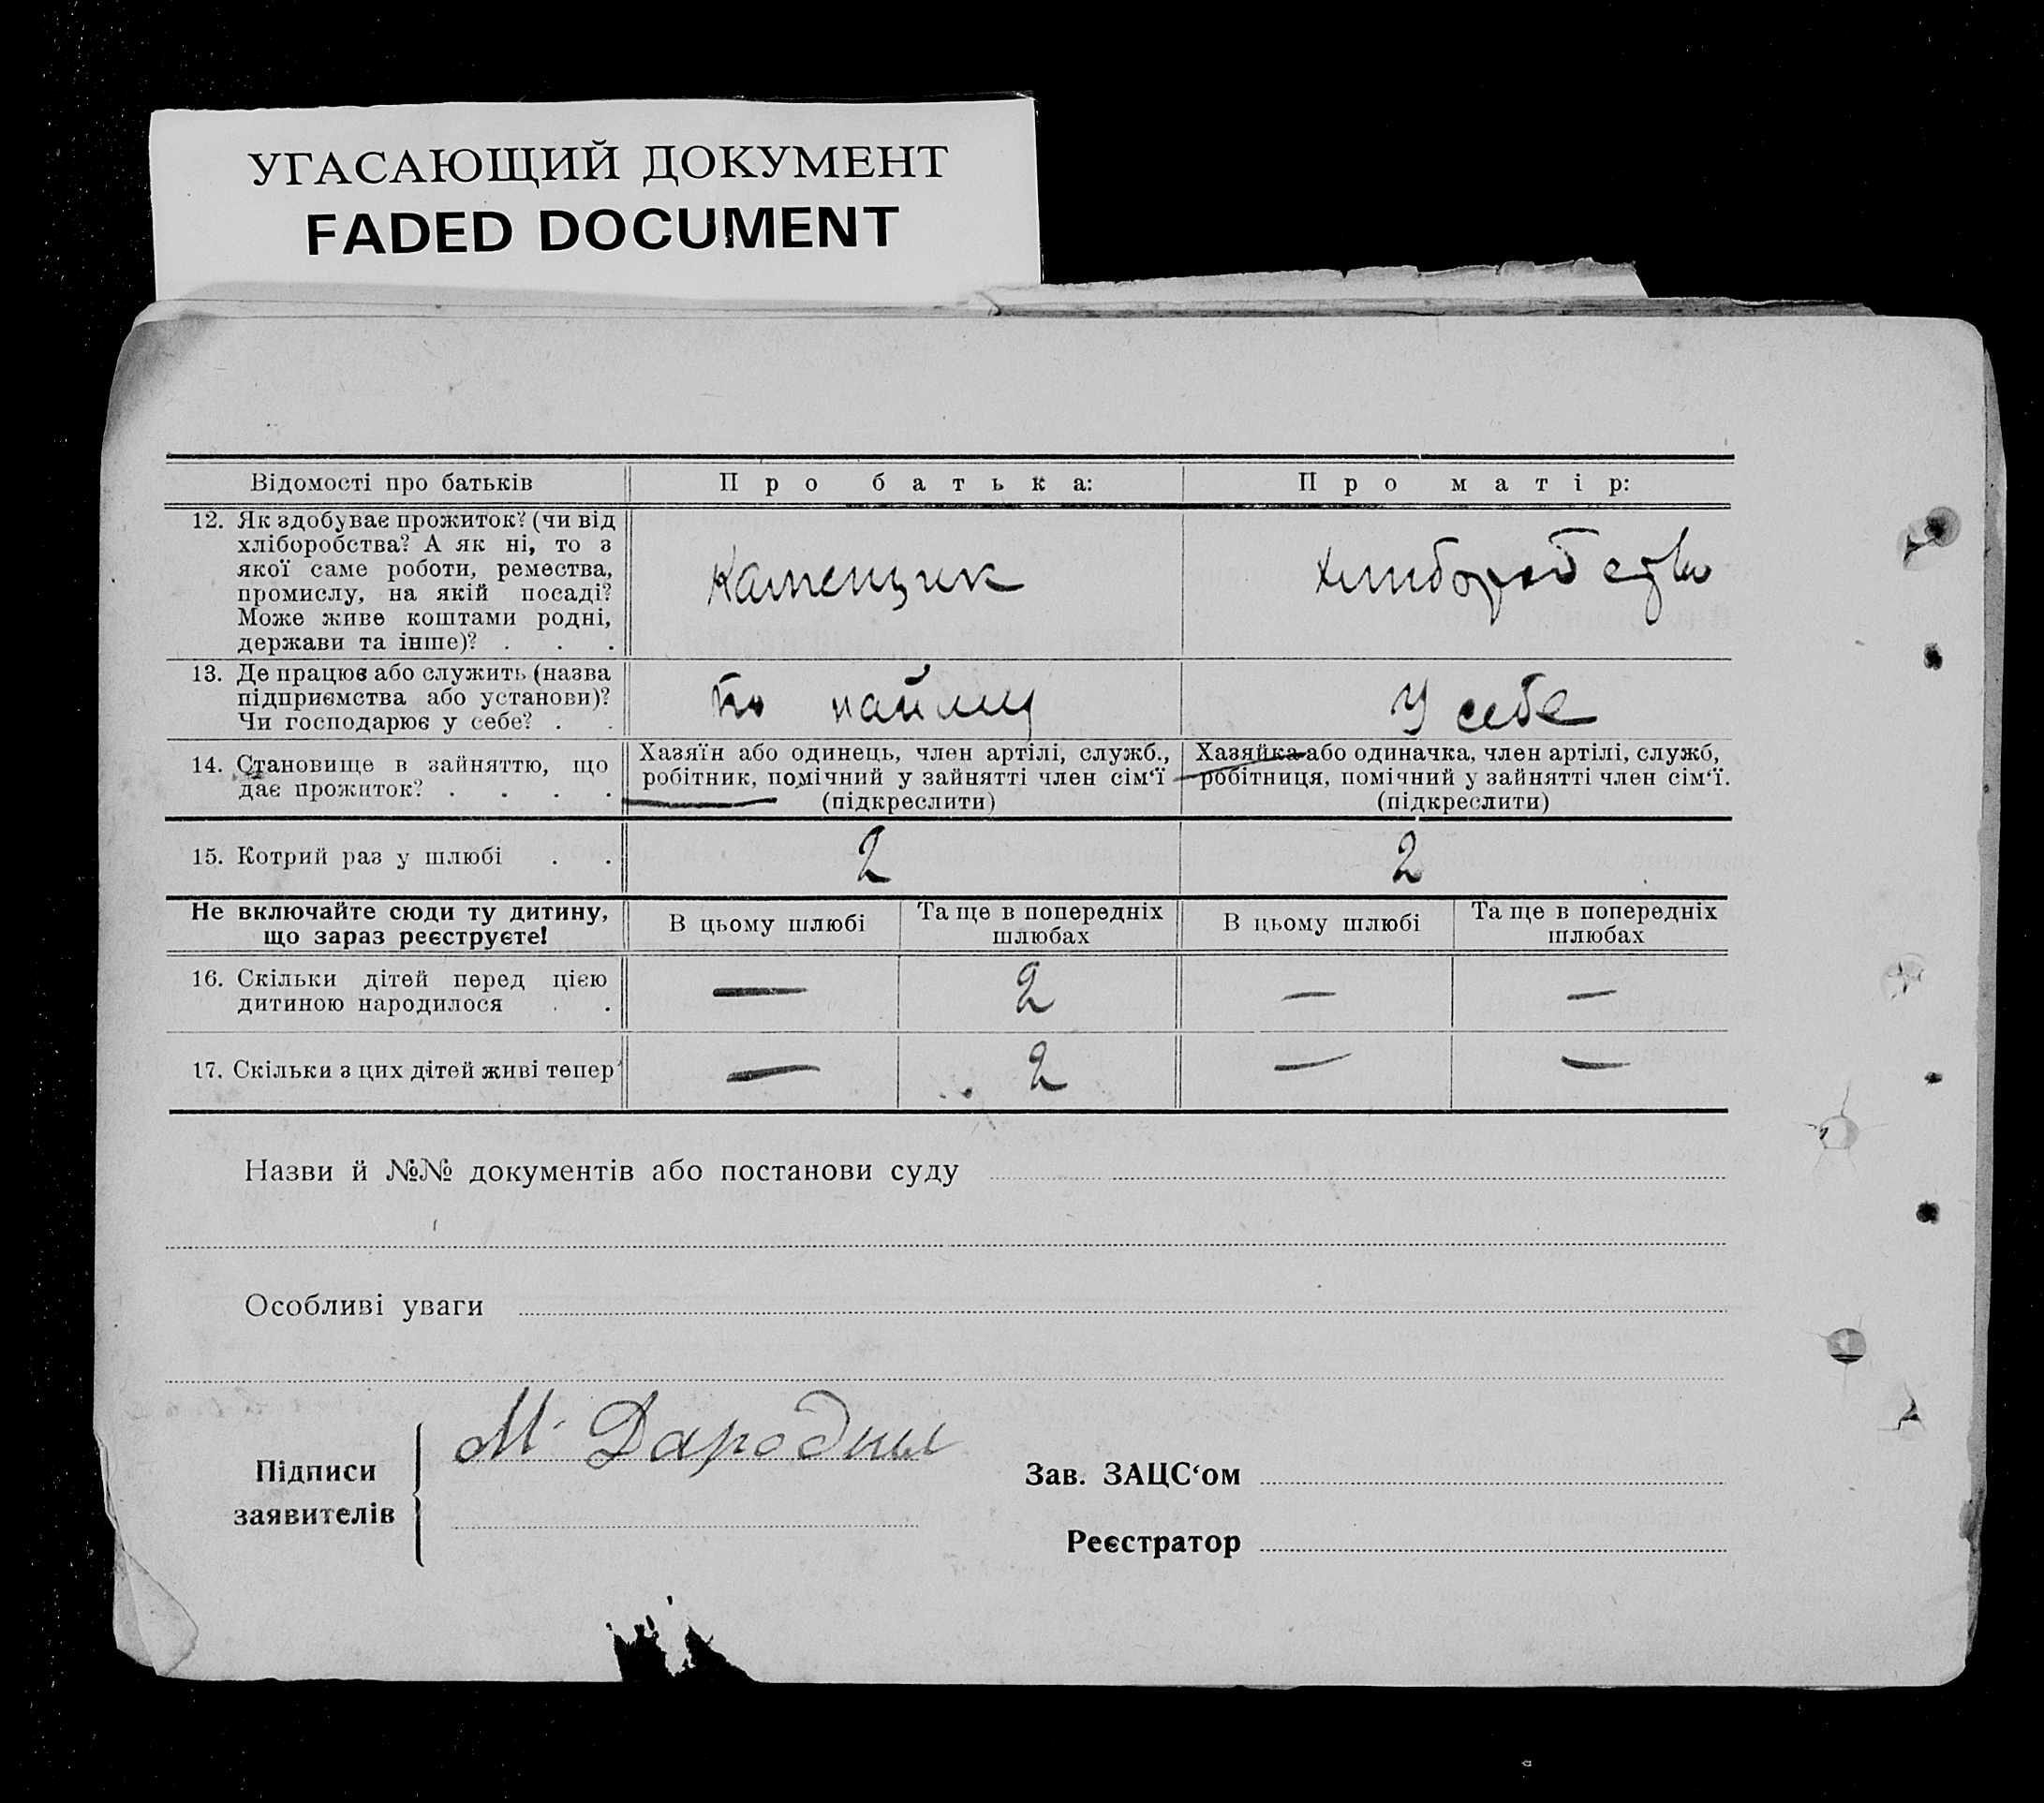 УГАСАЮЩИЙ ДОКУМЕНТ
FADED DOCUMENT
Відомості про батьків
Про батька:
Про матір:
12. Як здобуває прожиток? (чи від
хліборобства? А як ні, то з
якої саме роботи, ремества,
промислу, на якій посаді?
Може живе коштами родні,
держави та інше)? . . .
Каменщик
хлиборобство
13. Де працює або служить (назва
підприємства або установи)?
Чи господарює у себе? . .
По найму
У себе
14. Становище в зайняттю, що
дає прожиток? . . . .
Хазяїн або одинець, член артілі, служб.,
робітник, помічний у зайнятті член сім‘ї
(підкреслити)
Хазяйка або одиначка, член артілі, служб,
робітниця, помічний у зайнятті член сім‘ї.
(підкреслити)
15. Котрий раз у шлюбі . .
2
2
Не включайте сюди ту дитину,
що зараз реєструєте!
В цьому шлюбі
Та ще в попередніх
шлюбах
В цьому шлюбі
Та ще в попередніх
шлюбах
16. Скільки дітей перед цією
дитиною народилося . .
—
2
—
—
17. Скільки з цих дітей живі тепер
—
2
—
—
Назви й №№ документів або постанови суду
Особливі уваги
Підписи
заявителів
М
Зав. ЗАЦС‘ом
Реєстратор